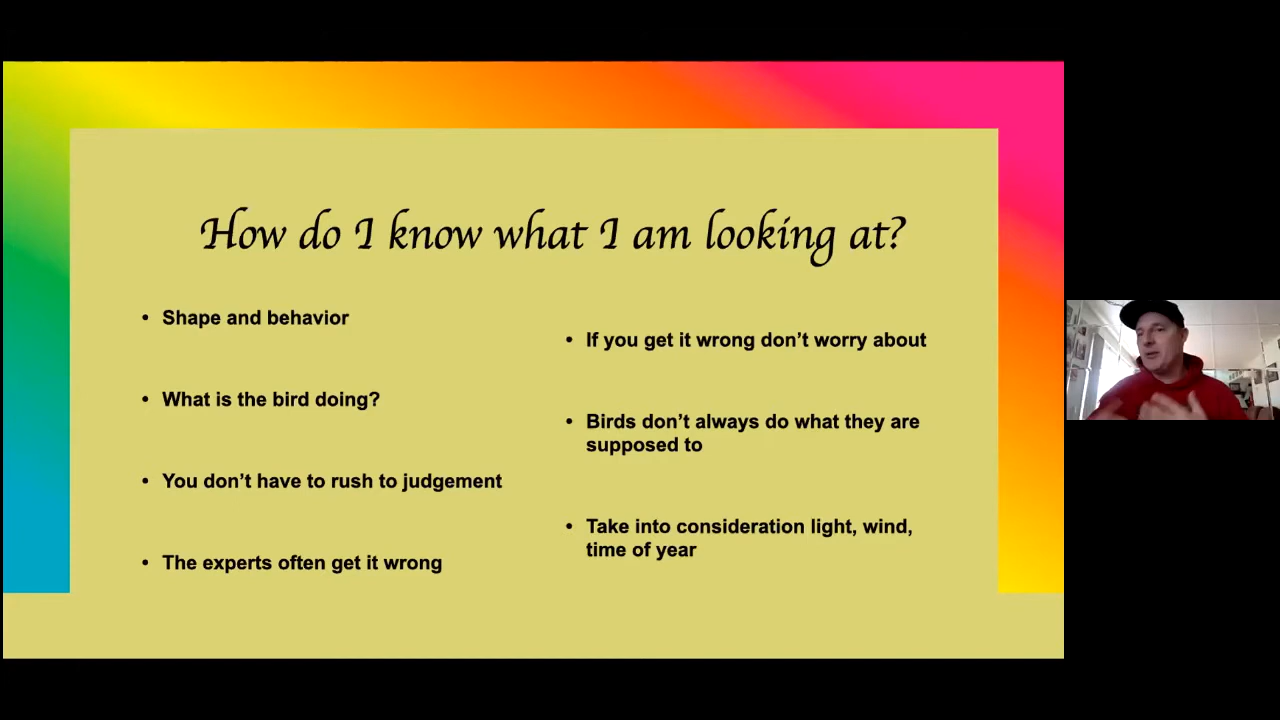 How do I know what I am looking at?
• Shape and behavior
• What is the bird doing?
• You don’t have to rush to judgement
• The experts often get it wrong
• If you get it wrong don’t worry about
• Birds don’t always do what they are
supposed to
• Take into consideration light, wind,
time of year